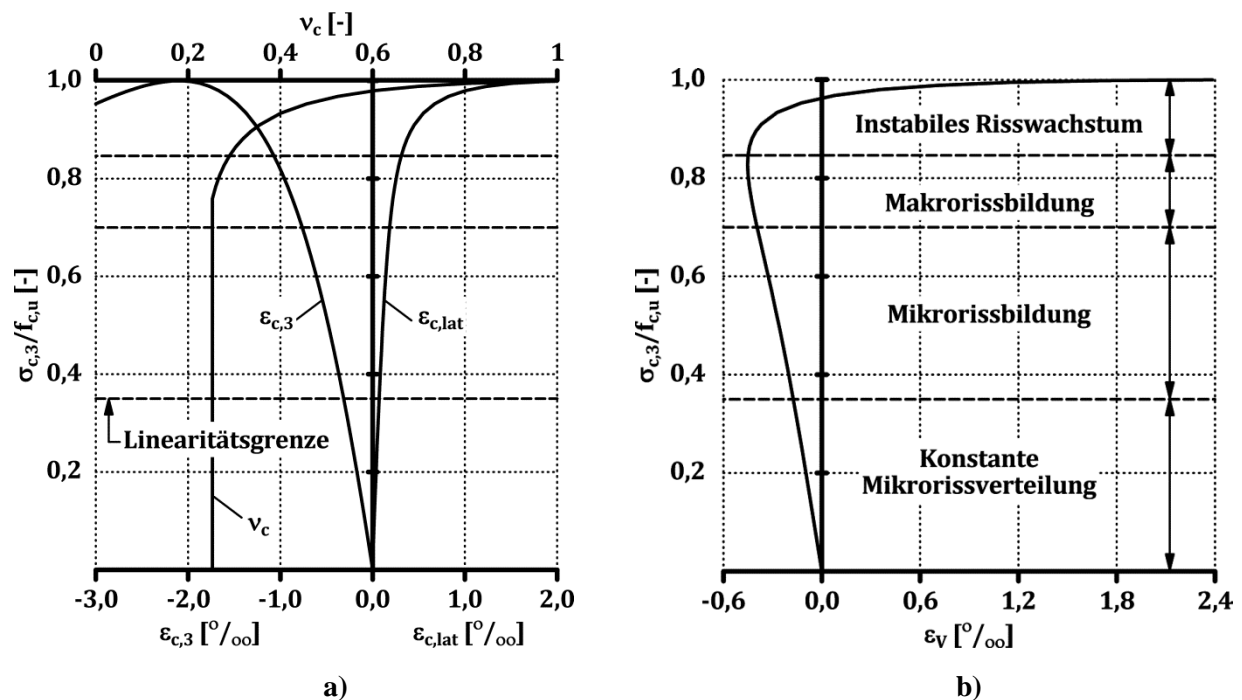 ν_c [-]
0 0,2 0,4 0,6 0,8 1
1,0
0,8
0,6
0,4
0,2
σ_c,3/f_c,u [-]
ε_c,3
ε_c,lat
Linearitätsgrenze
ν_c
-3,0 -2,0 -1,0 0,0 1,0 2,0
ε_c,3 [°/oo] ε_c,lat [°/oo]
a)
1,0
0,8
0,6
0,4
0,2
σ_c,3/f_c,u [-]
Instabiles Risswachstum
Makrorissbildung
Mikrorissbildung
Konstante
Mikrorissverteilung
-0,6 0,0 0,6 1,2 1,8 2,4
ε_V [°/oo]
b)